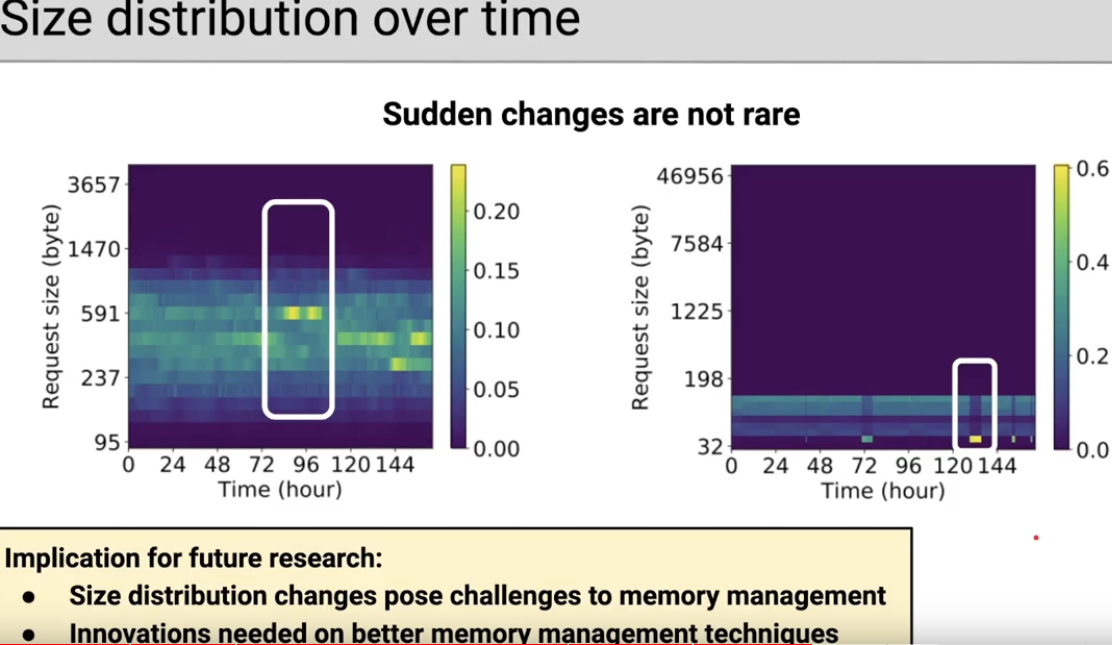 Size distribution over time
Sudden changes are not rare
3657
1470
591
237
95
Request size (byte)
0 24 48 72 96 120 144
Time (hour)
0.20
0.15
0.10
0.05
0.00
46956
7584
1225
198
32
Request size (byte)
0 24 48 72 96 120 144
Time (hour)
0.6
0.4
0.2
0.0
Implication for future research:
● Size distribution changes pose challenges to memory management
● Innovations needed on better memory management techniques